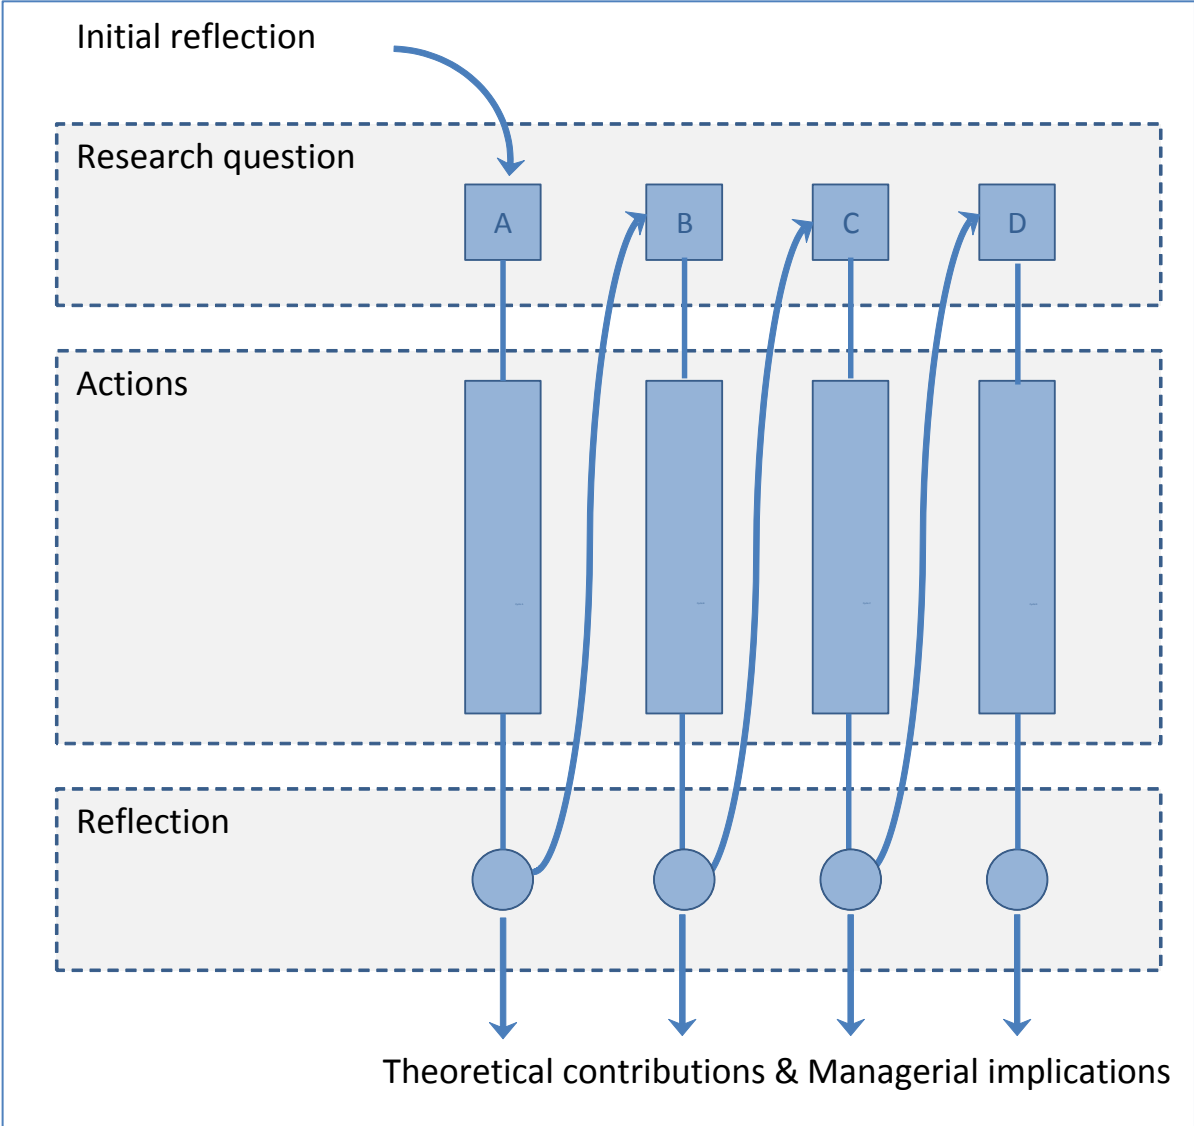 Initial reflection
Research question
A
B
C
D
Actions
Reflection
Theoretical contributions & Managerial implications